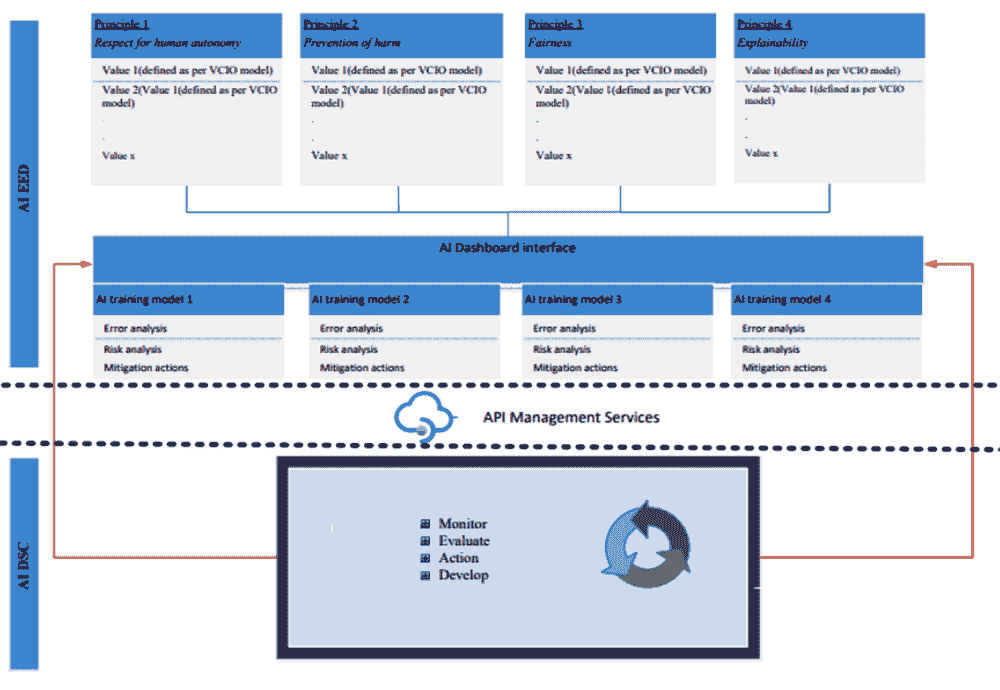 Principle 1
Respect for human autonomy
Value 1(defined as per VCIO model)
Value 2(Value 1(defined as per VCIO
model)
.
.
Value x
Principle 2
Prevention of harm
Value 1(defined as per VCIO model)
Value 2(Value 1(defined as per VCIO
model)
.
.
Value x
Principle 3
Fairness
Value 1(defined as per VCIO model)
Value 2(Value 1(defined as per VCIO
model)
.
.
Value x
Principle 4
Explainability
Value 1(defined as per VCIO model)
Value 2(Value 1(defined as per VCIO
model)
.
.
Value x
AI EED
AI Dashboard interface
AI training model 1
Error analysis
Risk analysis
Mitigation actions
AI training model 2
Error analysis
Risk analysis
Mitigation actions
AI training model 3
Error analysis
Risk analysis
Mitigation actions
AI training model 4
Error analysis
Risk analysis
Mitigation actions
API Management Services
AI DSC
Monitor
Evaluate
Action
Develop